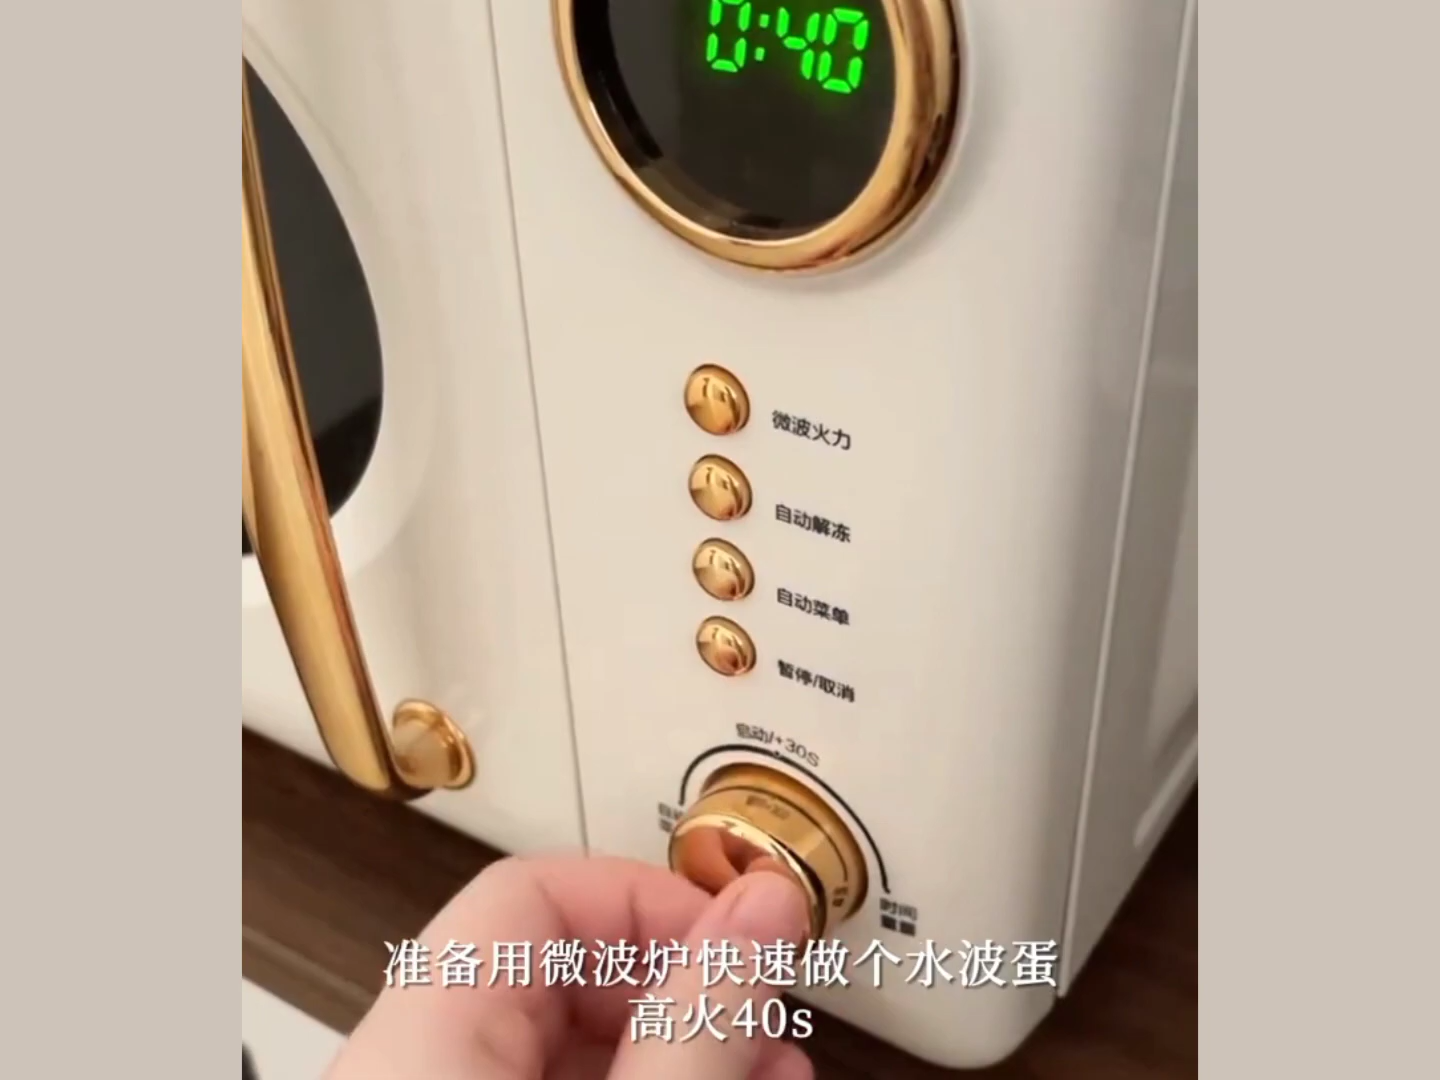 0:40
微波火力
自动解冻
自动菜单
暂停/取消
启动/+30S
时间
重量
准备用微波炉快速做个水波蛋
高火40s